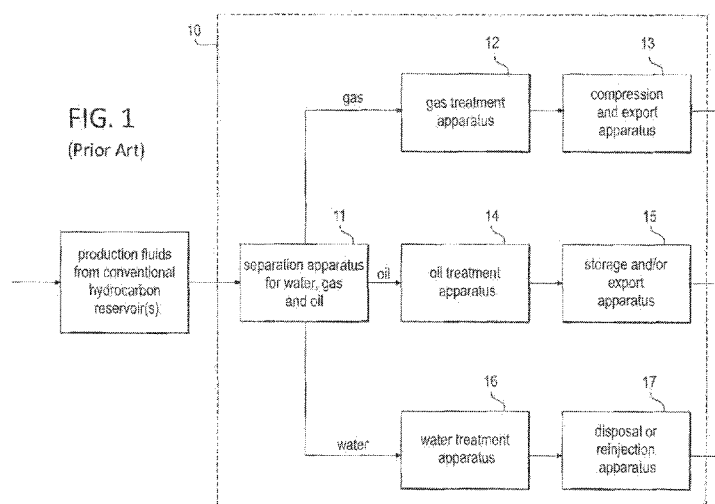 10
12
13
gas
gas treatment
apparatus
compression
and export
apparatus
FIG. 1
(Prior Art)
11
14
15
production fluids
from conventional
hydrocarbon
reservoir(s)
separation apparatus
for water, gas
and oil
oil
oil treatment
apparatus
storage and/or
export
apparatus
16
17
water
water treatment
apparatus
disposal or
reinjection
apparatus